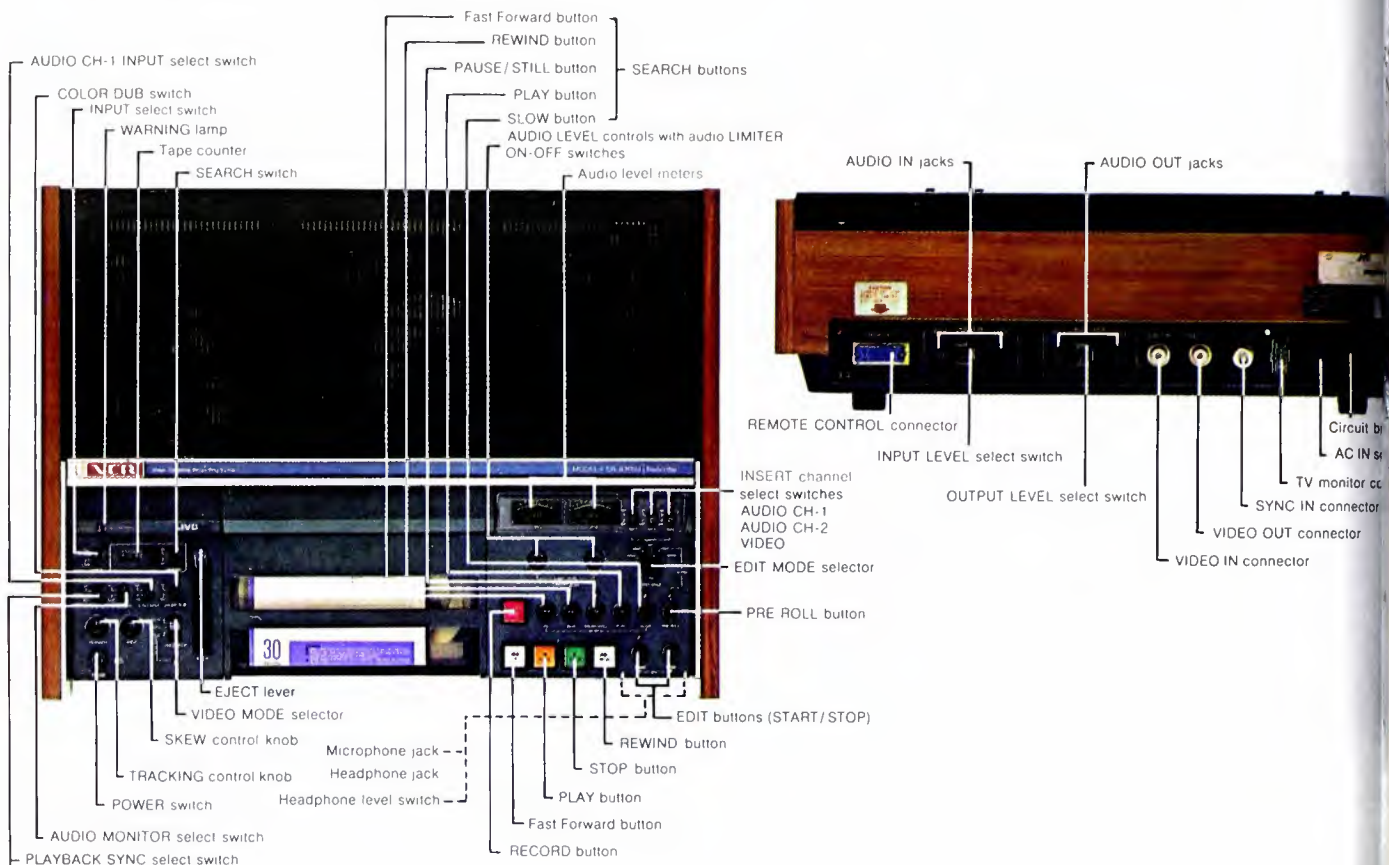 Fast Forward button
REWIND button
AUDIO CH-1 INPUT select switch
PAUSE/STILL button
SEARCH buttons
COLOR DUB switch
PLAY button
INPUT select switch
SLOW button
WARNING lamp
AUDIO LEVEL controls with audio LIMITER
ON-OFF switches
Tape counter
SEARCH switch
Audio level meters
AUDIO IN jacks
AUDIO OUT jacks
REMOTE CONTROL connector
INPUT LEVEL select switch
OUTPUT LEVEL select switch
Circuit
AC IN
TV monitor
SYNC IN connector
VIDEO OUT connector
VIDEO IN connector
INSERT channel
select switches
AUDIO CH-1
AUDIO CH-2
VIDEO
EDIT MODE selector
PRE ROLL button
JVC
30
EJECT lever
VIDEO MODE selector
SKEW control knob
TRACKING control knob
POWER switch
AUDIO MONITOR select switch
PLAYBACK SYNC select switch
EDIT buttons (START/STOP)
REWIND button
Microphone jack
STOP button
Headphone jack
PLAY button
Headphone level switch
Fast Forward button
RECORD button